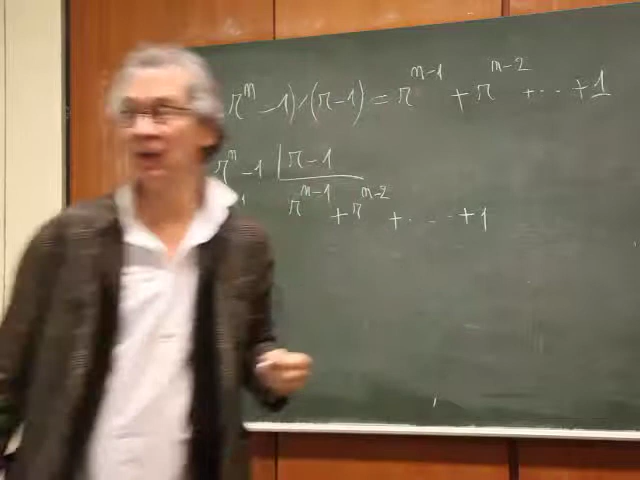 r^n - 1)/(r-1) = r^{n-1} + r^{n-2} + ... + 1
r^n - 1 | r-1
r^{n-1} + r^{n-2} + .... + 1